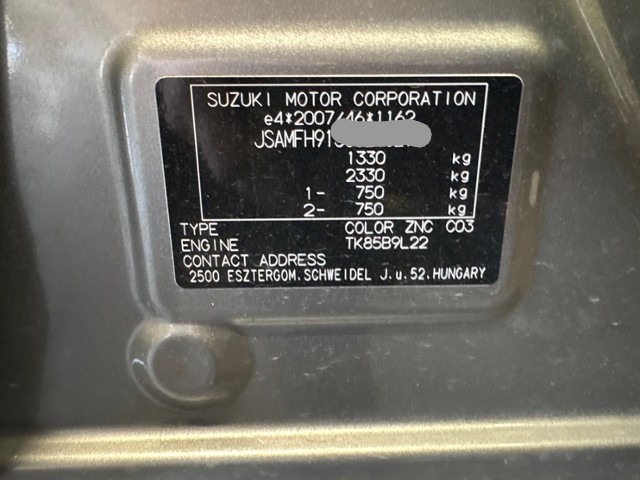 SUZUKI MOTOR CORPORATION
e4*2007/46*1162
JSAMFH91
1330 kg
2330 kg
1- 750 kg
2- 750 kg
TYPE COLOR ZNC C03
ENGINE TK85B9L22
CONTACT ADDRESS
2500 ESZTERGOM.SCHWEIDEL J.u.52.HUNGARY